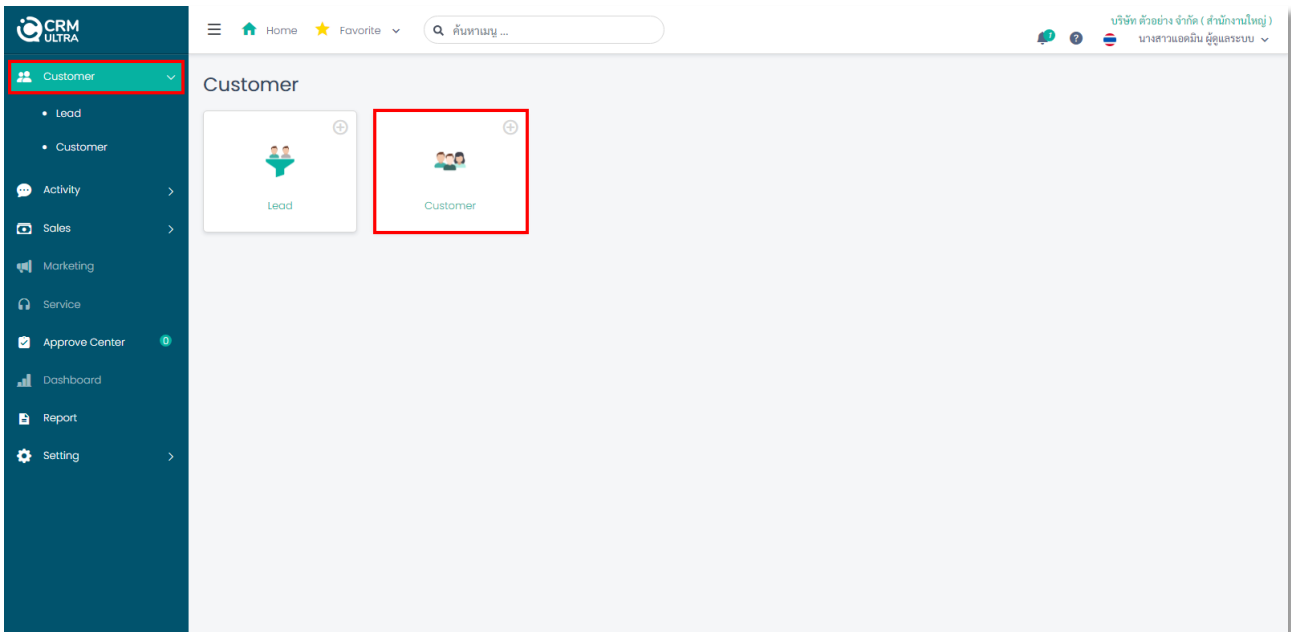 CRM
ULTRA
Home
Favorite
ค้นหาเมนู ...
บริษัท ตัวอย่าง จำกัด ( สำนักงานใหญ่ )
นางสาวแอดมิน ผู้ดูแลระบบ
Customer
Lead
Customer
Activity
Sales
Marketing
Service
Approve Center 0
Dashboard
Report
Setting
Customer
Lead
Customer